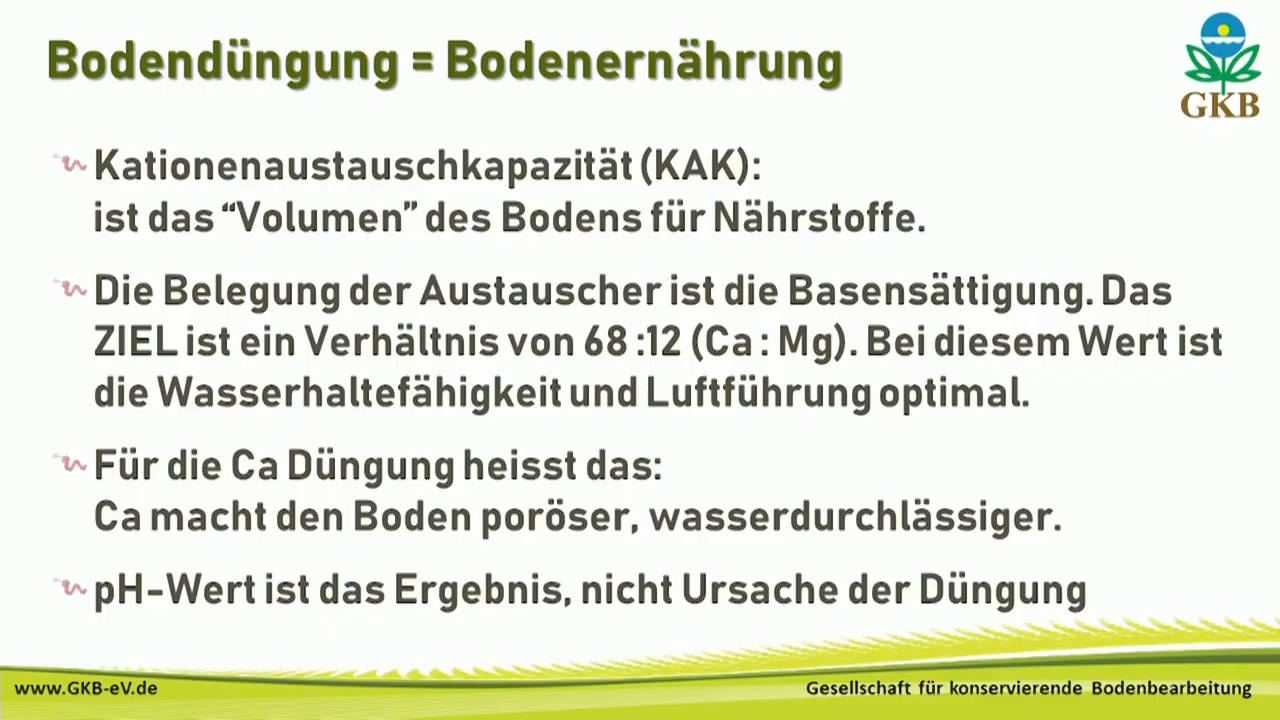 Bodendüngung = Bodenernährung
GKB
Kationenaustauschkapazität (KAK):
ist das “Volumen” des Bodens für Nährstoffe.
Die Belegung der Austauscher ist die Basensättigung. Das
ZIEL ist ein Verhältnis von 68 :12 (Ca : Mg). Bei diesem Wert ist
die Wasserhaltefähigkeit und Luftführung optimal.
Für die Ca Düngung heisst das:
Ca macht den Boden poröser, wasserdurchlässiger.
pH-Wert ist das Ergebnis, nicht Ursache der Düngung
www.GKB-eV.de
Gesellschaft für konservierende Bodenbearbeitung